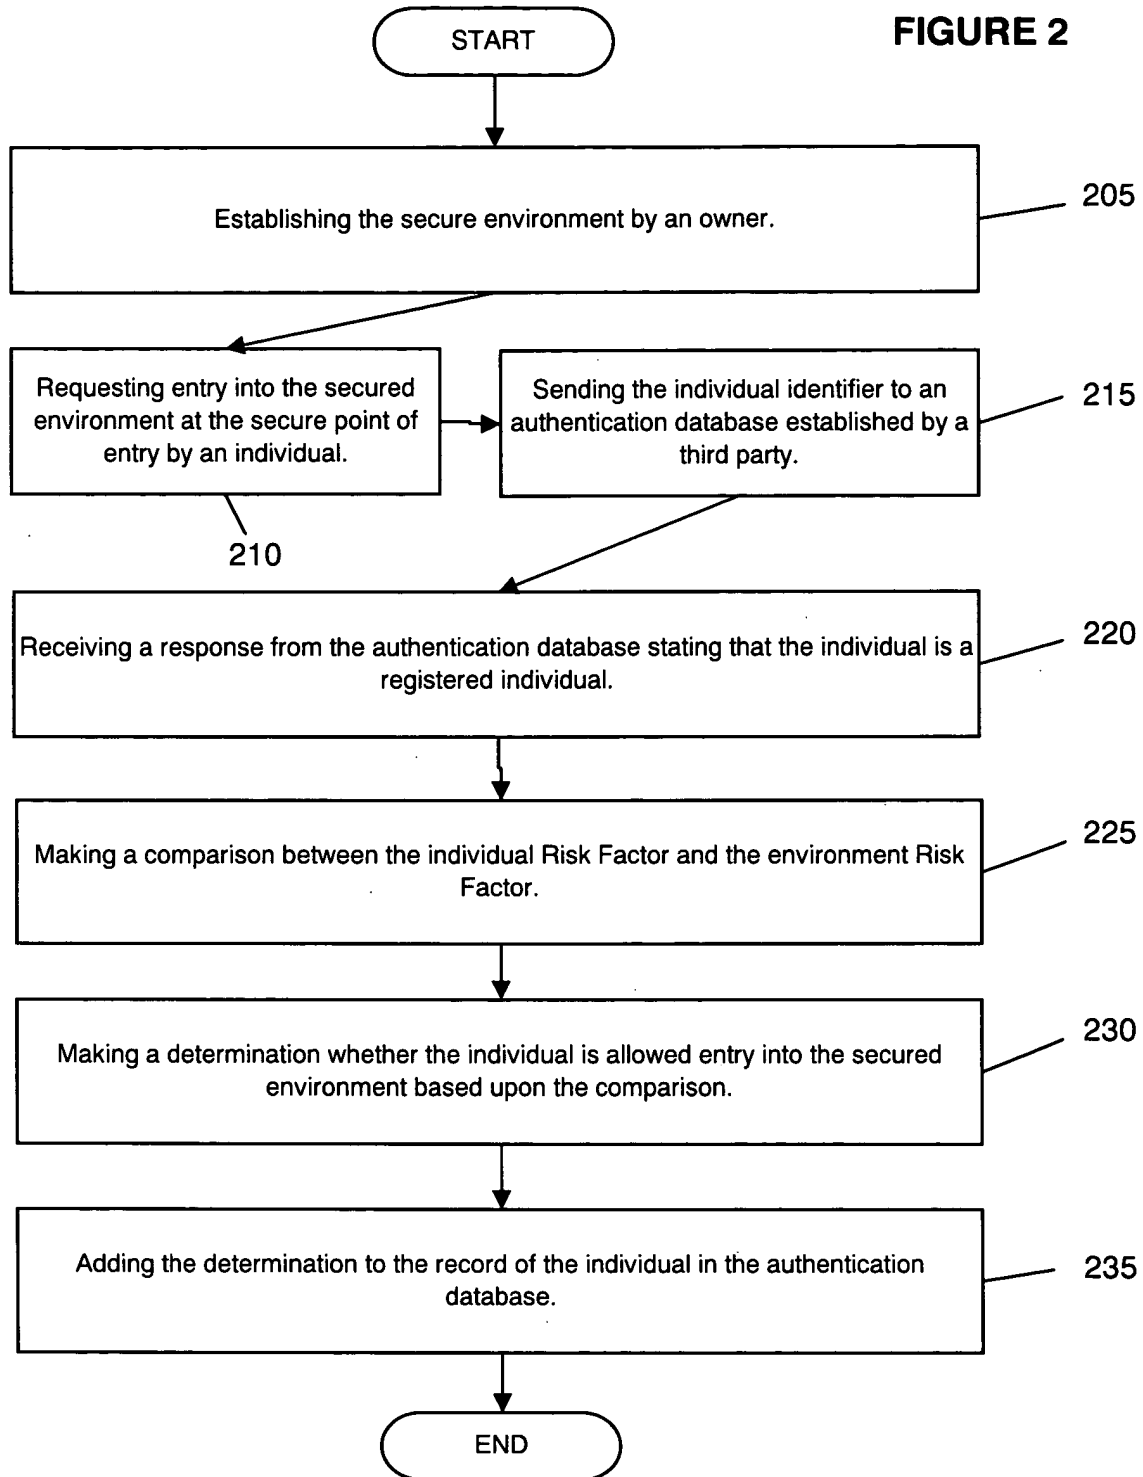 START
FIGURE 2
Establishing the secure environment by an owner.
205
Requesting entry into the secured
environment at the secure point of
entry by an individual.
210
Sending the individual identifier to an
authentication database established by a
third party.
215
Receiving a response from the authentication database stating that the individual is a
registered individual.
220
Making a comparison between the individual Risk Factor and the environment Risk
Factor.
225
Making a determination whether the individual is allowed entry into the secured
environment based upon the comparison.
230
Adding the determination to the record of the individual in the authentication
database.
235
END